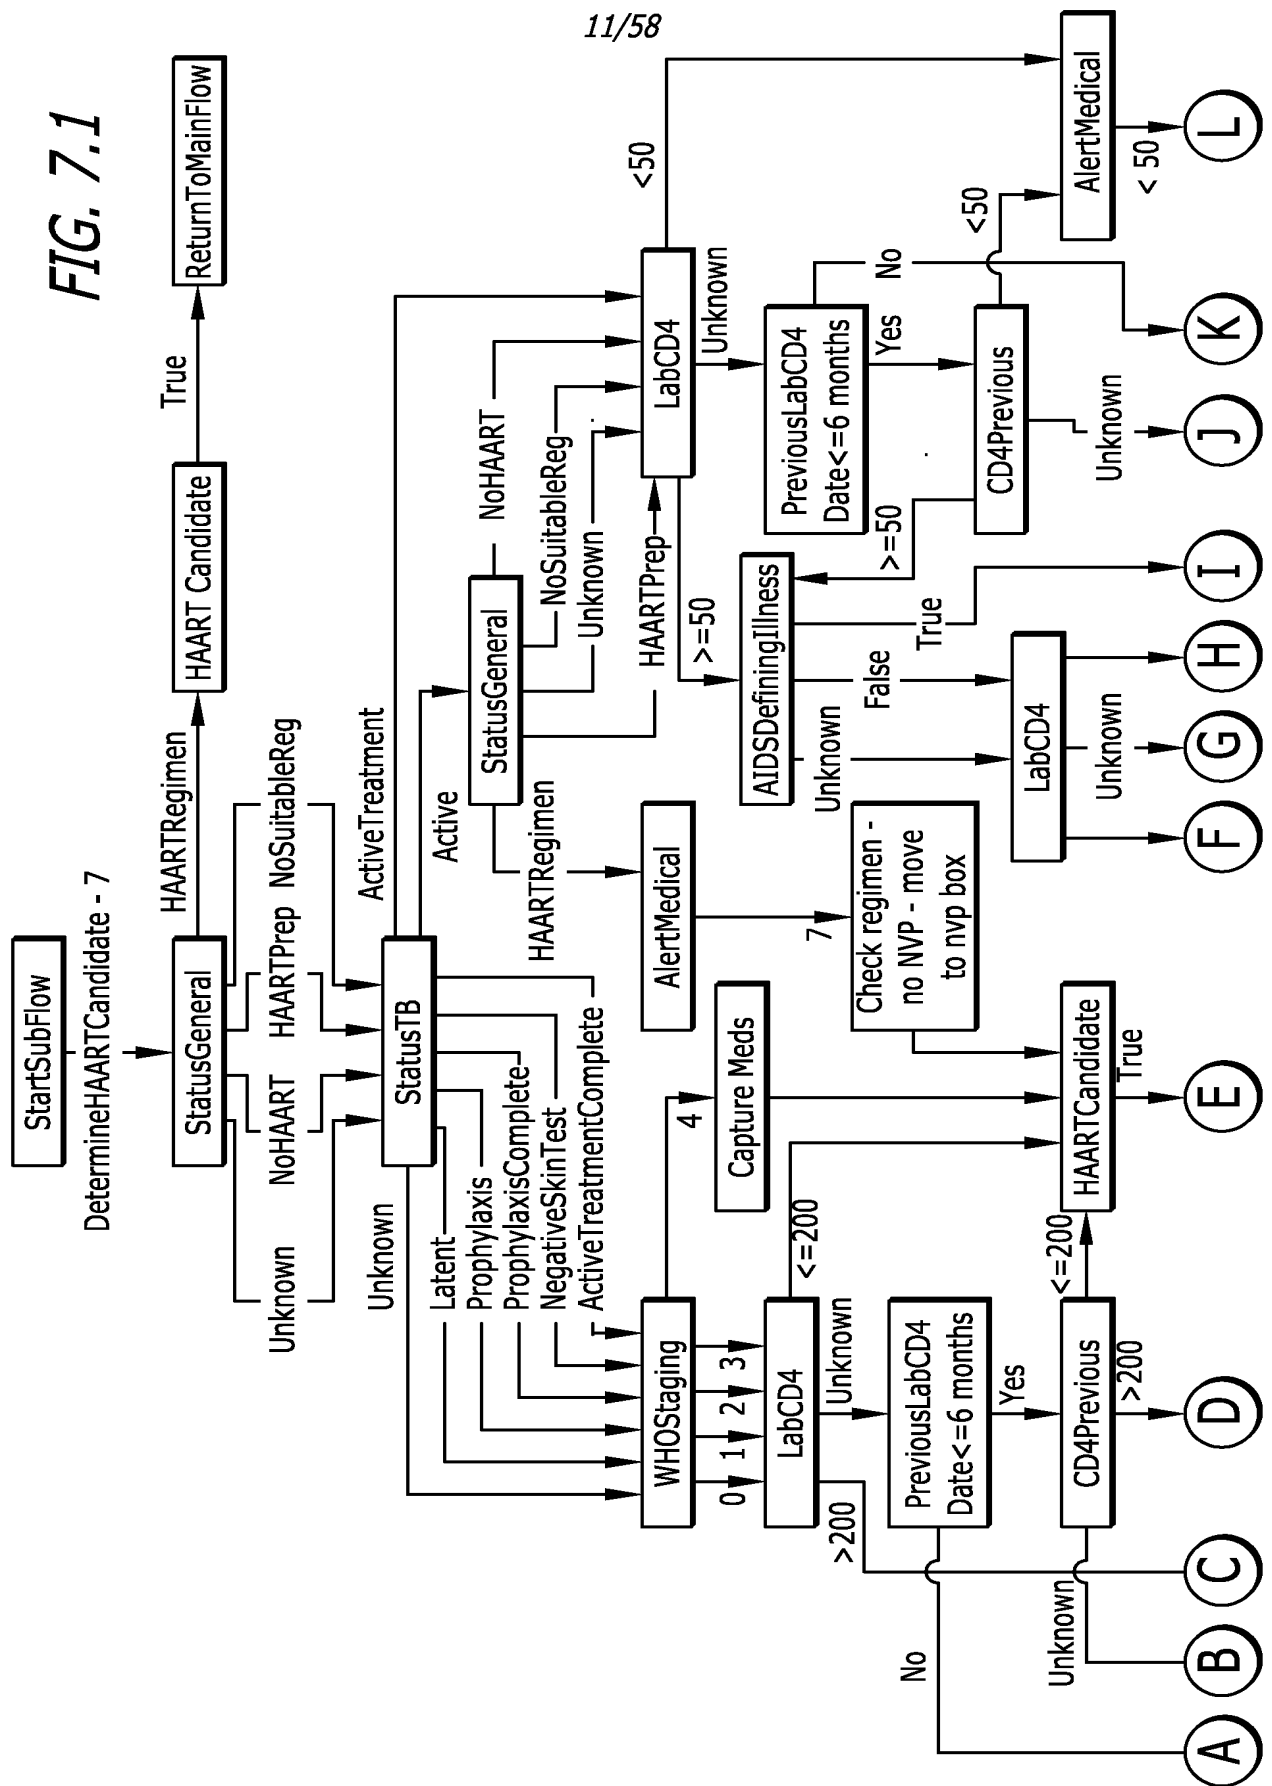 11/58
FIG. 7.1
StartSubFlow
DetermineHAARTCandidate - 7
StatusGeneral
HAARTRegimen
HAART Candidate
True
ReturnToMainFlow
Unknown
NoHAART
HAARTPrep
NoSuitableReg
StatusTB
ActiveTreatment
Active
Unknown
Latent
Prophylaxis
ProphylaxisComplete
NegativeSkinTest
ActiveTreatmentComplete
StatusGeneral
HAARTRegimen
NoHAART
NoSuitableReg
Unknown
HAARTPrep
WHOStaging
AlertMedical
LabCD4
<50
0
1
2
3
4
7
>=50
Unknown
LabCD4
Capture Meds
AIDSDefiningIllness
PreviousLabCD4
Date<=6 months
>200
Unknown
<=200
Check regimen -
no NVP - move
to nvp box
Unknown
False
True
>=50
Yes
No
PreviousLabCD4
Date<=6 months
CD4Previous
<50
No
Yes
CD4Previous
<=200
HAARTCandidate
LabCD4
AlertMedical
Unknown
>200
True
Unknown
Unknown
< 50
A
B
C
D
E
F
G
H
I
J
K
L